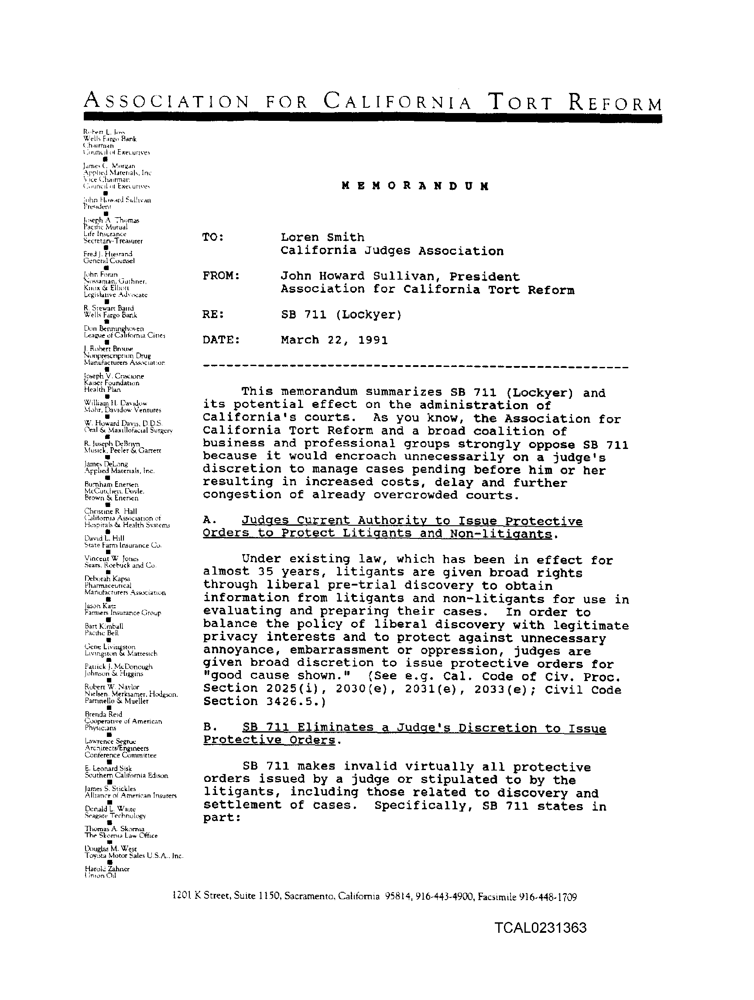 ASSOCIATION FOR CALIFORNIA TORT REFORM
Robert L. Joss
Wells Fargo Bank
Chairman
Council of Executives
James C. Morgan
Applied Materials, Inc.
Vice Chairman
Council of Executives
John Howard Sullivan
President
Joseph A. Thomas
Pacific Mutual
Life Insurance
Secretary-Treasurer
Fred J. Hiestand
General Counsel
John Foran
Nossaman, Guthner,
Knox & Elliott
Legislative Advocate
R. Stewart Baird
Wells Fargo Bank
Don Benninghoven
League of California Cities
J. Robert Brouse
Nonprescription Drug
Manufacturers Association
Joseph V. Criscione
Kaiser Foundation
Health Plan
William H. Davidow
Mohr, Davidow Ventures
W. Howard Davis, D.D.S.
Oral & Maxillofacial Surgery
R. Joseph DeBriyn
Musick, Peeler & Garrett
James DeLong
Applied Materials, Inc.
Burnham Enersen
McCutchen, Doyle,
Brown & Enersen
Christine R. Hall
California Association of
Hospitals & Health Systems
David L. Hill
State Farm Insurance Co.
Vincent W. Jones
Sears, Roebuck and Co.
Deborah Kapsa
Pharmaceutical
Manufacturers Association
Jason Katz
Farmers Insurance Group
Bart Kimball
Pacific Bell
Gene Livingston
Livingston & Mattesich
Patrick J. McDonough
Johnson & Higgins
Robert W. Naylor
Nielsen, Merksamer, Hodgson,
Parrinello & Mueller
Brenda Reid
Cooperative of American
Physicians
Lawrence Segrue
Architects/Engineers
Conference Committee
E. Leonard Sisk
Southern California Edison
James S. Stickles
Alliance of American Insurers
Donald L. Waite
Seagate Technology
Thomas A. Skornia
The Skornia Law Office
Douglas M. West
Toyota Motor Sales U.S.A., Inc.
Harold Zahner
Union Oil
MEMORANDUM
TO: Loren Smith
California Judges Association
FROM: John Howard Sullivan, President
Association for California Tort Reform
RE: SB 711 (Lockyer)
DATE: March 22, 1991
This memorandum summarizes SB 711 (Lockyer) and
its potential effect on the administration of
California's courts. As you know, the Association for
California Tort Reform and a broad coalition of
business and professional groups strongly oppose SB 711
because it would encroach unnecessarily on a judge's
discretion to manage cases pending before him or her
resulting in increased costs, delay and further
congestion of already overcrowded courts.
A. Judges Current Authority to Issue Protective
Orders to Protect Litigants and Non-litigants.
Under existing law, which has been in effect for
almost 35 years, litigants are given broad rights
through liberal pre-trial discovery to obtain
information from litigants and non-litigants for use in
evaluating and preparing their cases. In order to
balance the policy of liberal discovery with legitimate
privacy interests and to protect against unnecessary
annoyance, embarrassment or oppression, judges are
given broad discretion to issue protective orders for
"good cause shown." (See e.g. Cal. Code of Civ. Proc.
Section 2025(i), 2030(e), 2031(e), 2033(e); Civil Code
Section 3426.5.)
B. SB 711 Eliminates a Judge's Discretion to Issue
Protective Orders.
SB 711 makes invalid virtually all protective
orders issued by a judge or stipulated to by the
litigants, including those related to discovery and
settlement of cases. Specifically, SB 711 states in
part:
1201 K Street, Suite 1150, Sacramento, California 95814, 916-443-4900, Facsimile 916-448-1709
TCAL0231363